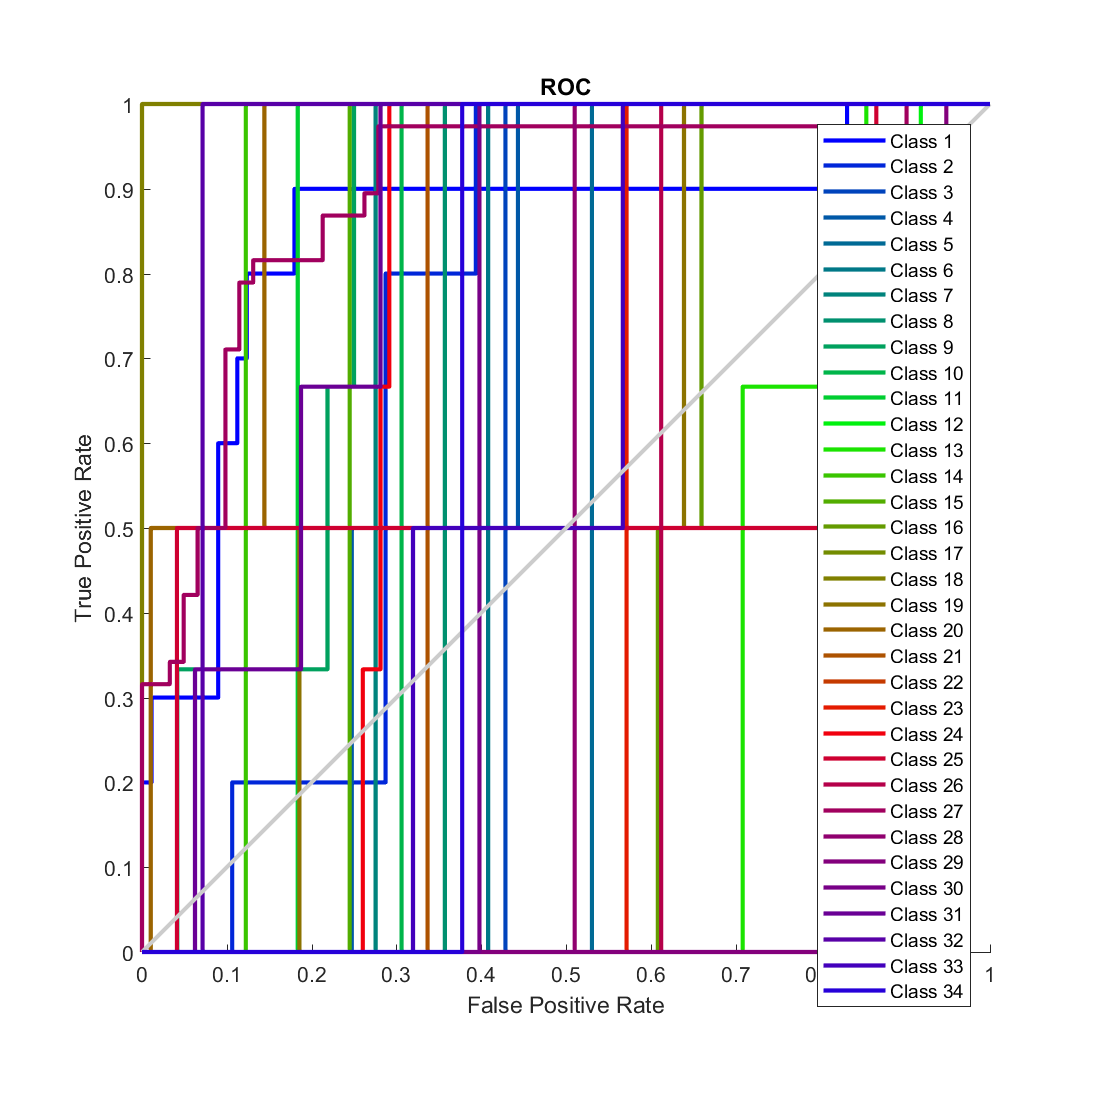 ROC
1
0.9
0.8
0.7
0.6
0.5
0.4
0.3
0.2
0.1
0
True Positive Rate
0 0.1 0.2 0.3 0.4 0.5 0.6 0.7 1
False Positive Rate
Class 1
Class 2
Class 3
Class 4
Class 5
Class 6
Class 7
Class 8
Class 9
Class 10
Class 11
Class 12
Class 13
Class 14
Class 15
Class 16
Class 17
Class 18
Class 19
Class 20
Class 21
Class 22
Class 23
Class 24
Class 25
Class 26
Class 27
Class 28
Class 29
Class 30
Class 31
Class 32
Class 33
Class 34